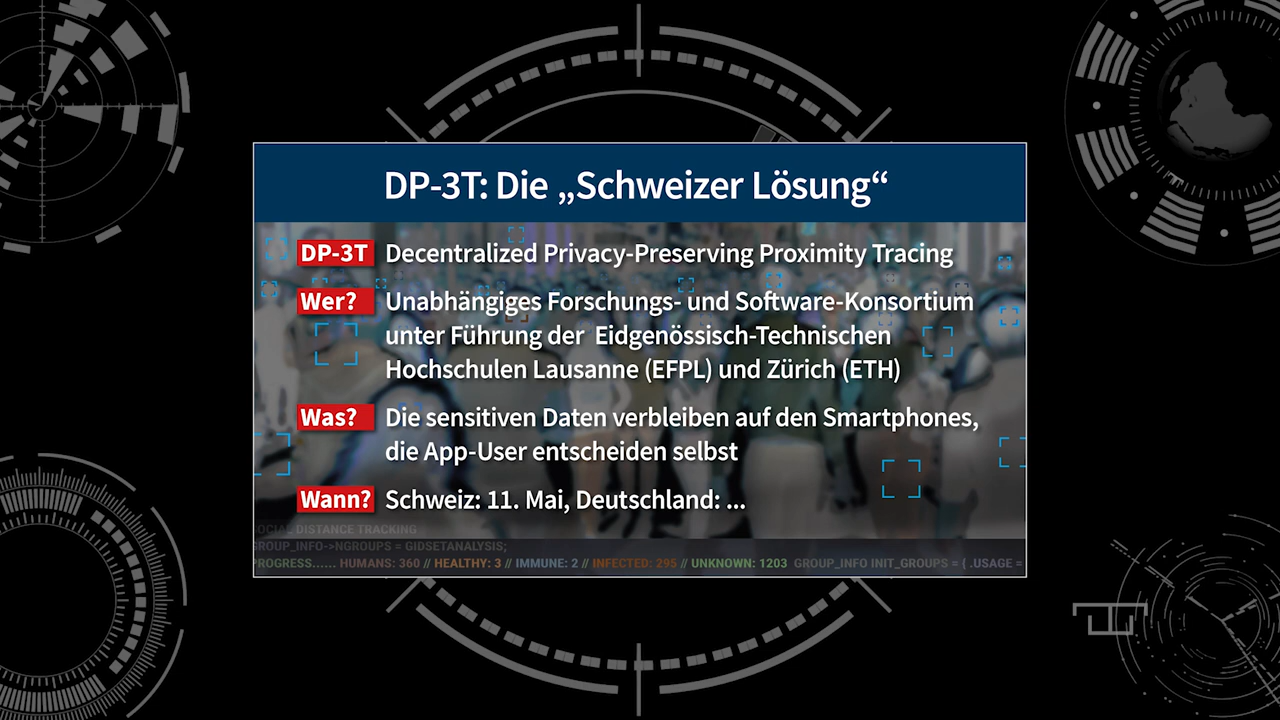 DP-3T: Die „Schweizer Lösung“
DP-3T Decentralized Privacy-Preserving Proximity Tracing
Wer? Unabhängiges Forschungs- und Software-Konsortium
unter Führung der Eidgenössisch-Technischen
Hochschulen Lausanne (EFPL) und Zürich (ETH)
Was? Die sensitiven Daten verbleiben auf den Smartphones,
die App-User entscheiden selbst
Wann? Schweiz: 11. Mai, Deutschland: ...
OCIAL DISTANCE TRACKING
GROUP_INFO->NGROUPS = GIDSETANALYSIS;
PROGRESS...... HUMANS: 360 // HEALTHY: 3 // IMMUNE: 2 // INFECTED: 295 // UNKNOWN: 1203 GROUP_INFO INIT_GROUPS = { .USAGE =